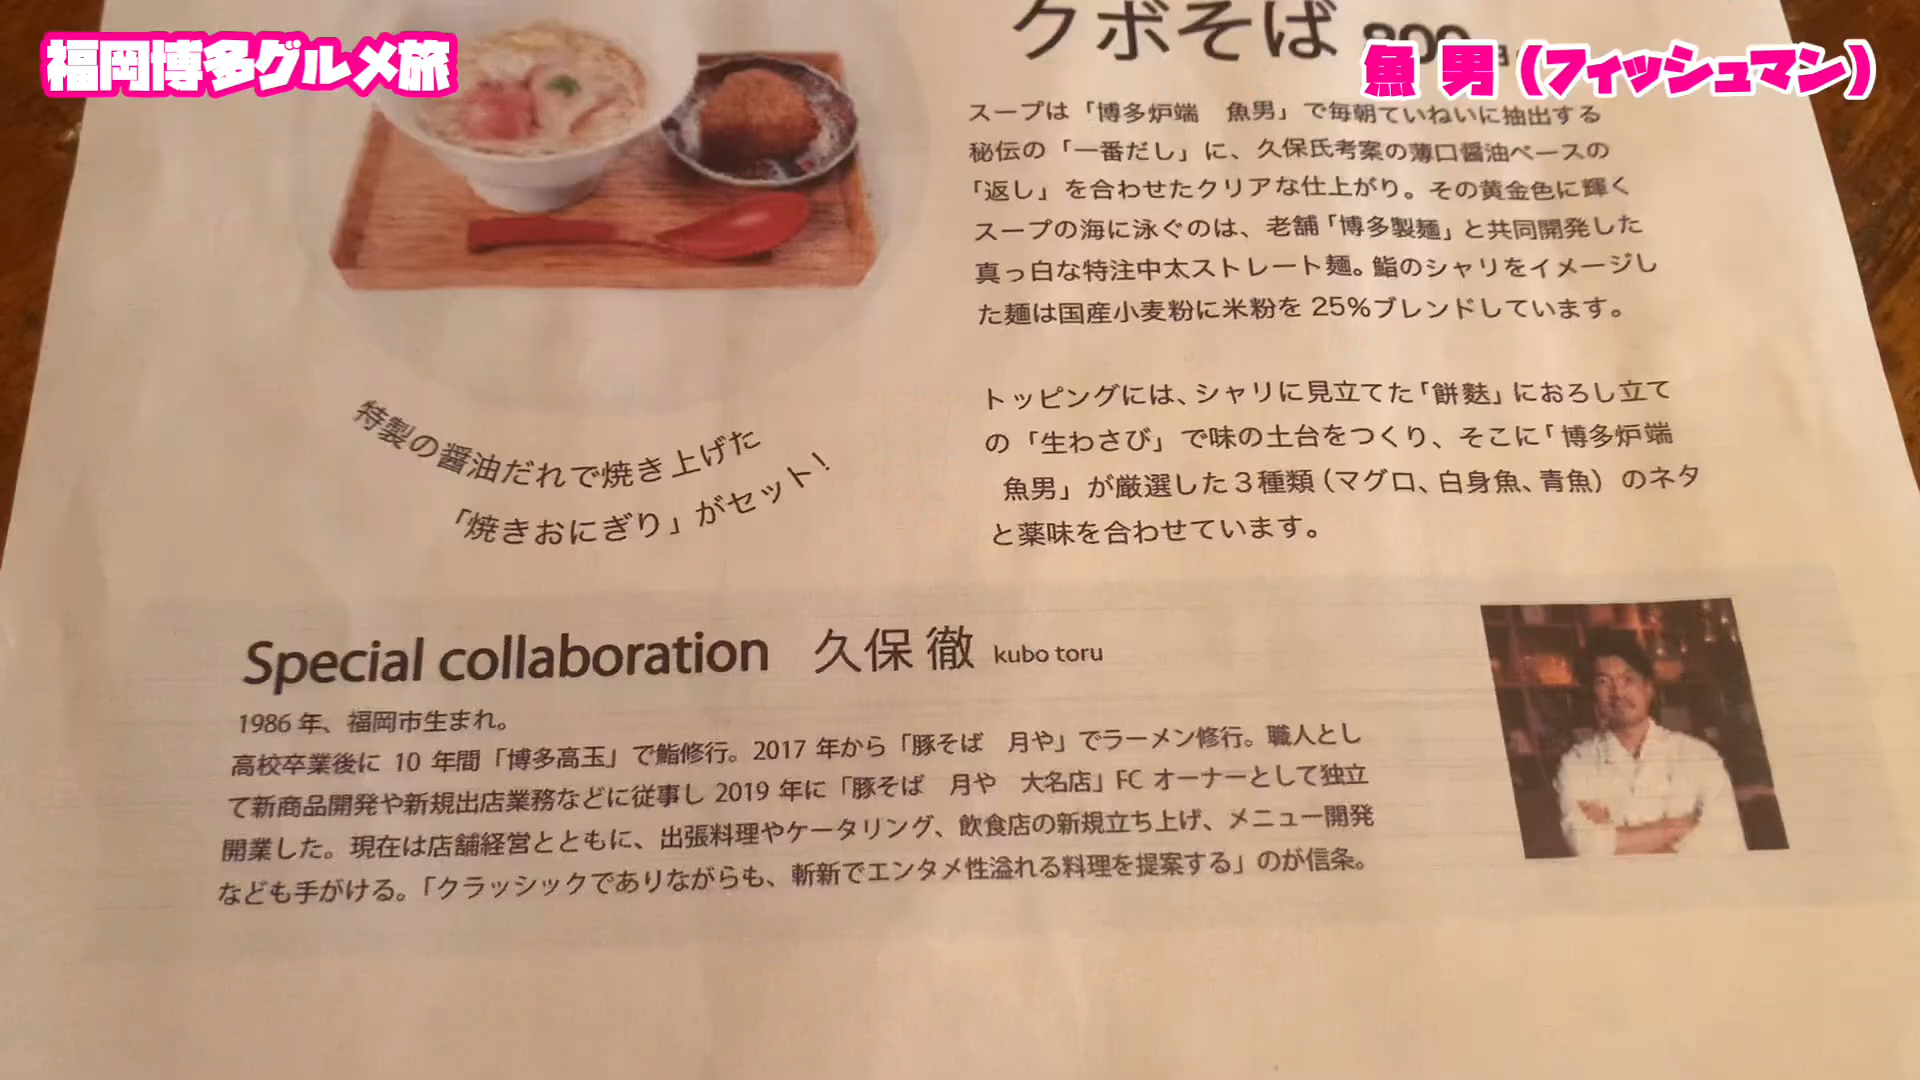 福岡博多グルメ旅
魚 男（フィッシュマン）
クボそば 800
スープは「博多炉端 魚男」で毎朝ていねいに抽出する
秘伝の「一番だし」に、久保氏考案の薄口醤油ベースの
「返し」を合わせたクリアな仕上がり。その黄金色に輝く
スープの海に泳ぐのは、老舗「博多製麺」と共同開発した
真っ白な特注中太ストレート麺。鮨のシャリをイメージし
た麺は国産小麦粉に米粉を 25%ブレンドしています。
トッピングには、シャリに見立てた「餅麩」におろし立て
の「生わさび」で味の土台をつくり、そこに「博多炉端
魚男」が厳選した３種類（マグロ、白身魚、青魚）のネタ
と薬味を合わせています。
特製の醤油だれで焼き上げた
「焼きおにぎり」がセット！
Special collaboration 久保 徹 kubo toru
1986 年、福岡市生まれ。
高校卒業後に 10 年間「博多高玉」で鮨修行。2017 年から「豚そば 月や」でラーメン修行。職人とし
て新商品開発や新規出店業務などに従事し 2019 年に「豚そば 月や 大名店」FC オーナーとして独立
開業した。現在は店舗経営とともに、出張料理やケータリング、飲食店の新規立ち上げ、メニュー開発
なども手がける。「クラッシックでありながらも、斬新でエンタメ性溢れる料理を提案する」のが信条。